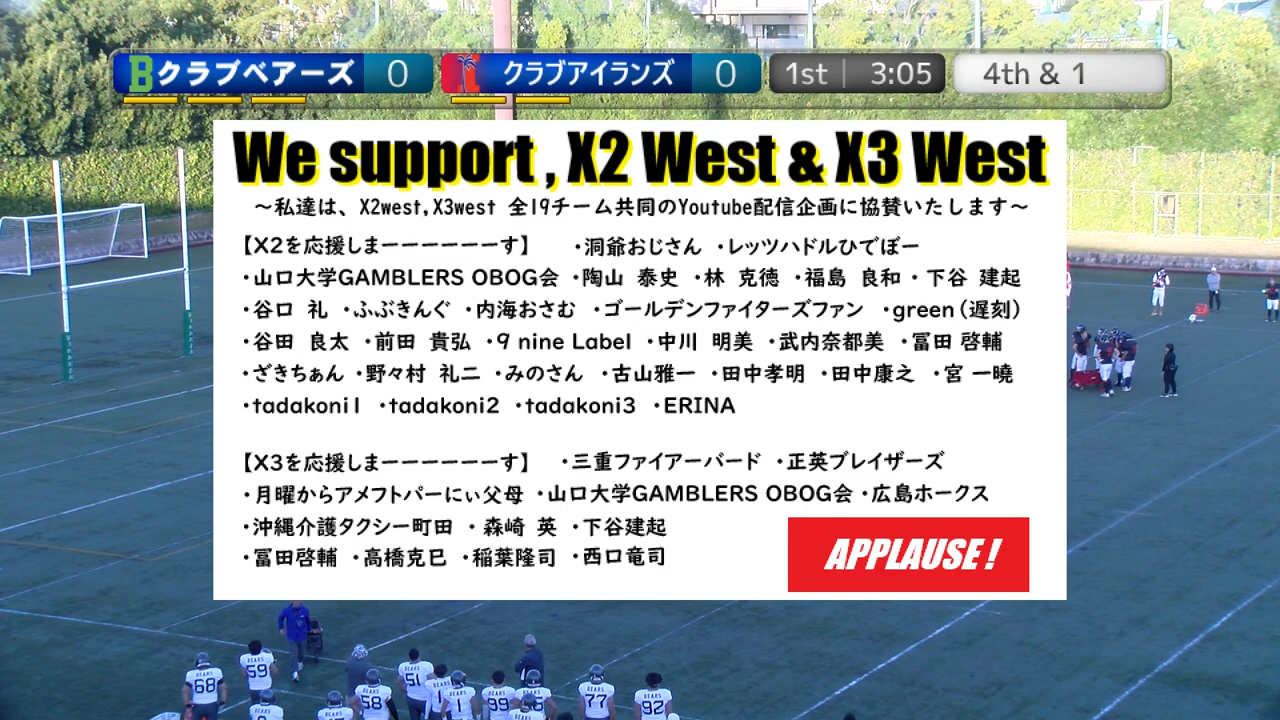 B クラブベアーズ 0 クラブアイランズ 0 1st 3:05 4th & 1
We support , X2 West & X3 West
～私達は、X2west,X3west 全19チーム共同のYoutube配信企画に協賛いたします～
【X2を応援しまーーーーーーす】 ・洞爺おじさん ・レッツハドルひでぼー
・山口大学GAMBLERS OBOG会 ・陶山 泰史 ・林 克徳 ・福島 良和 ・下谷 建起
・谷口 礼 ・ふぶきんぐ ・内海おさむ ・ゴールデンファイターズファン ・green（遅刻）
・谷田 良太 ・前田 貴弘 ・9 nine Label ・中川 明美 ・武内奈都美 ・冨田 啓輔
・ざきちぁん ・野々村 礼二 ・みのさん ・古山雅一 ・田中孝明 ・田中康之 ・宮 一曉
・tadakoni1 ・tadakoni2 ・tadakoni3 ・ERINA
【X3を応援しまーーーーーーす】 ・三重ファイアーバード ・正英ブレイザーズ
・月曜からアメフトパーにぃ父母 ・山口大学GAMBLERS OBOG会 ・広島ホークス
・沖縄介護タクシー町田 ・森崎 英 ・下谷建起
・冨田啓輔 ・高橋克巳 ・稲葉隆司 ・西口竜司
APPLAUSE!
BEARS 68
BEARS 59
58
51
BEARS 1
99
BEARS 77
BEARS 92